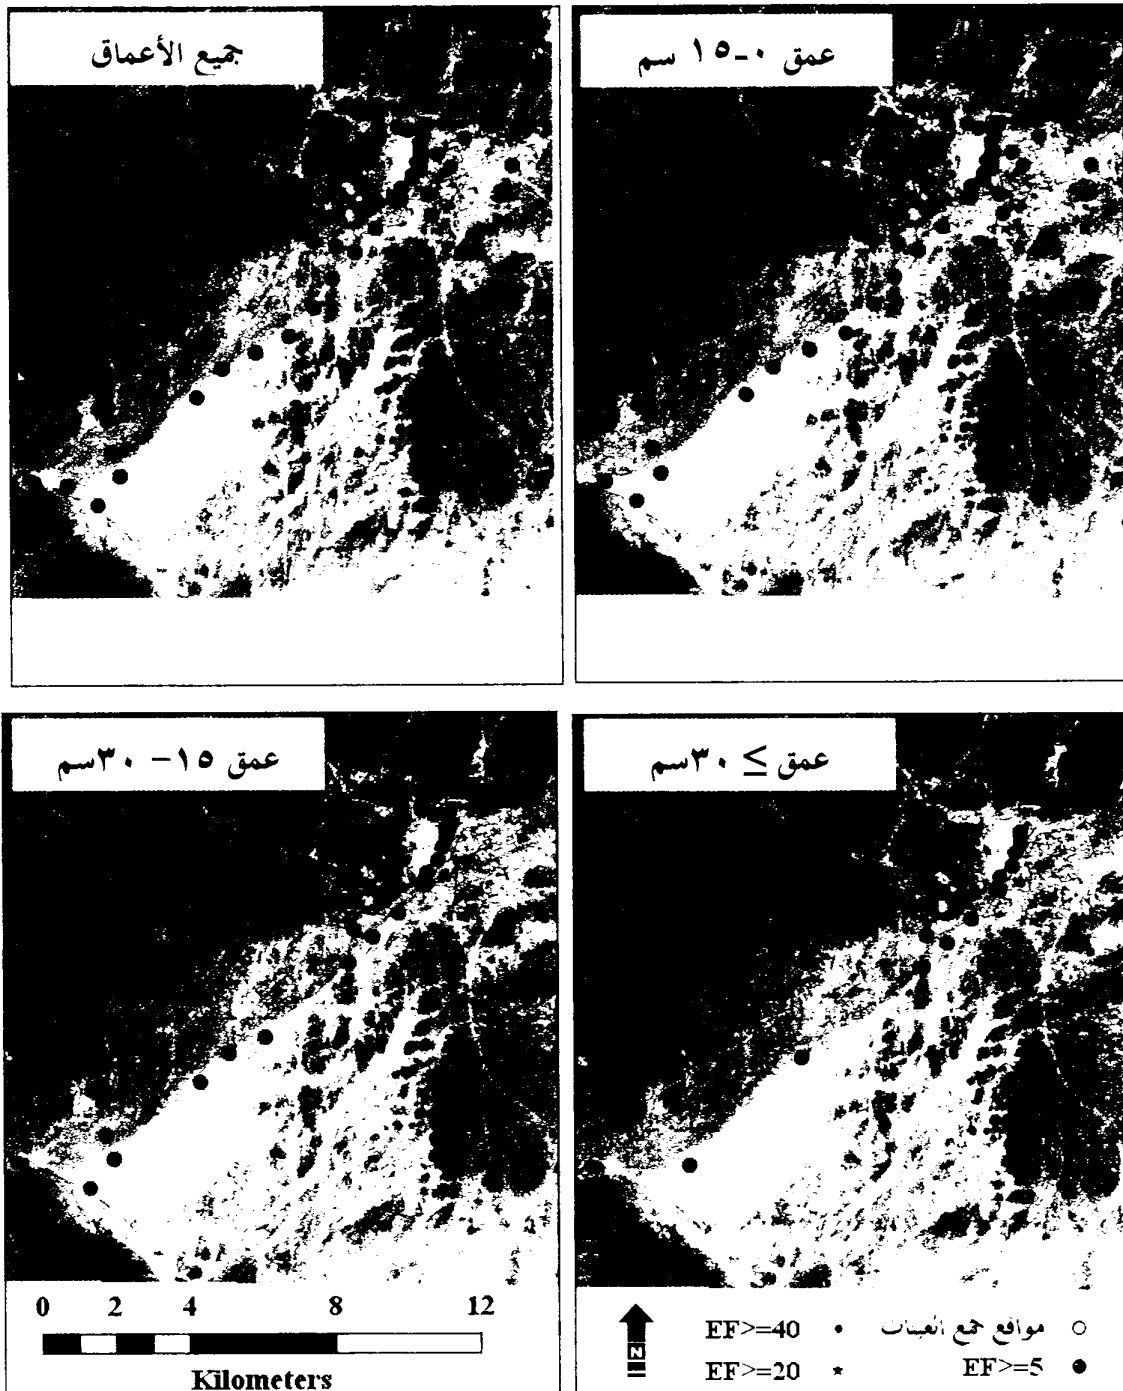 جميع الأعماق
عمق ٠-١٥ سم
عمق ١٥ - ٣٠سم
عمق ≥ ٣٠سم
0 2 4 8 12
Kilometers
N
EF>=40
مواقع جمع العينات
EF>=20
EF>=5